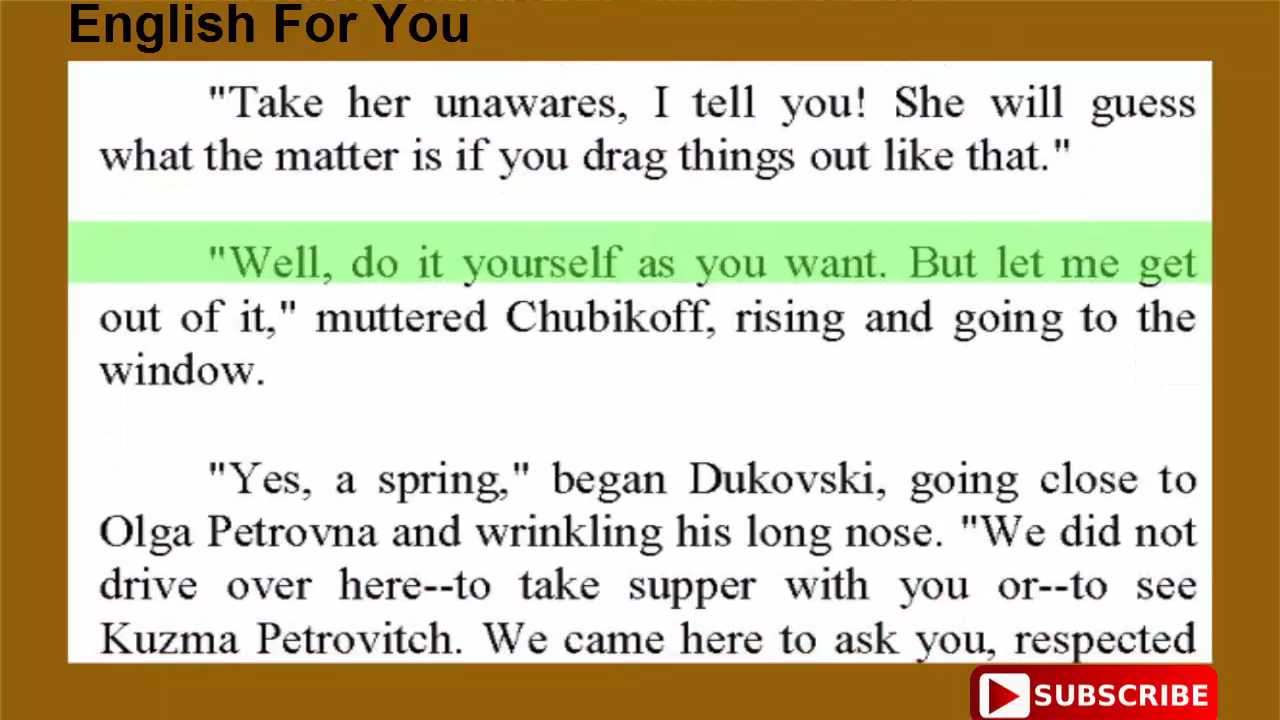 English For You
"Take her unawares, I tell you! She will guess
what the matter is if you drag things out like that."
"Well, do it yourself as you want. But let me get
out of it," muttered Chubikoff, rising and going to the
window.
"Yes, a spring," began Dukovski, going close to
Olga Petrovna and wrinkling his long nose. "We did not
drive over here--to take supper with you or--to see
Kuzma Petrovitch. We came here to ask you, respected
SUBSCRIBE